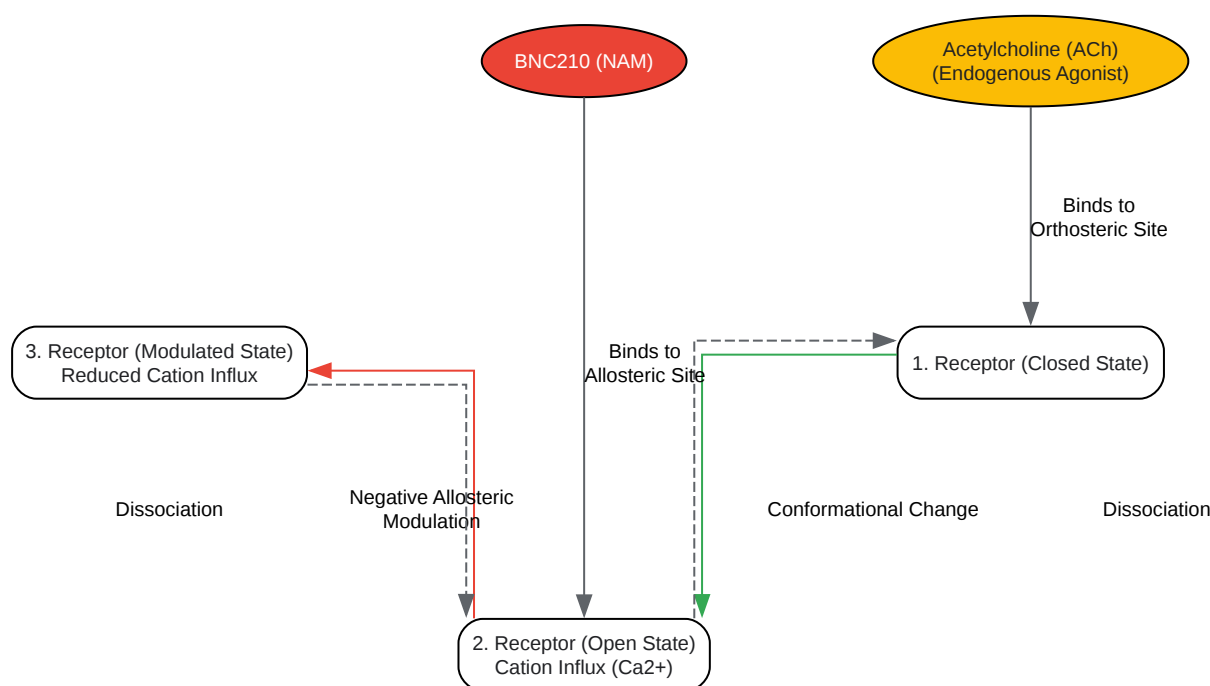 BNC210 (NAM)
Acetylcholine (ACh)
(Endogenous Agonist)
Binds to
Orthosteric Site
3. Receptor (Modulated State)
Reduced Cation Influx
Binds to
Allosteric Site
1. Receptor (Closed State)
Dissociation
Negative Allosteric
Modulation
Conformational Change
Dissociation
2. Receptor (Open State)
Cation Influx (Ca2+)